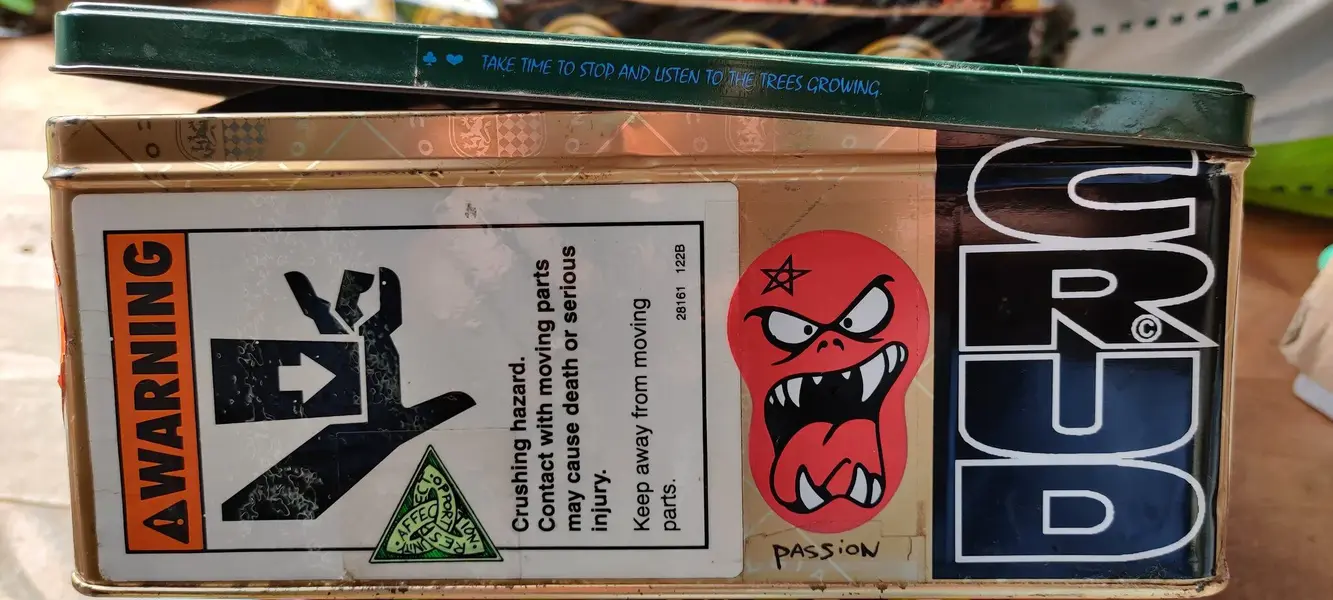 TAKE TIME TO STOP AND LISTEN TO THE TREES GROWING.
WARNING
Crushing hazard.
Contact with moving parts
may cause death or serious
injury.
Keep away from moving
parts.
28161 122B
PASSION
CRUD
©